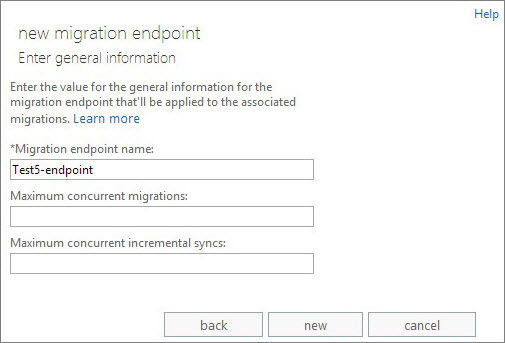 Help
new migration endpoint
Enter general information
Enter the value for the general information for the
migration endpoint that'll be applied to the associated
migrations. Learn more
*Migration endpoint name:
Test5-endpoint
Maximum concurrent migrations:
Maximum concurrent incremental syncs:
back new cancel